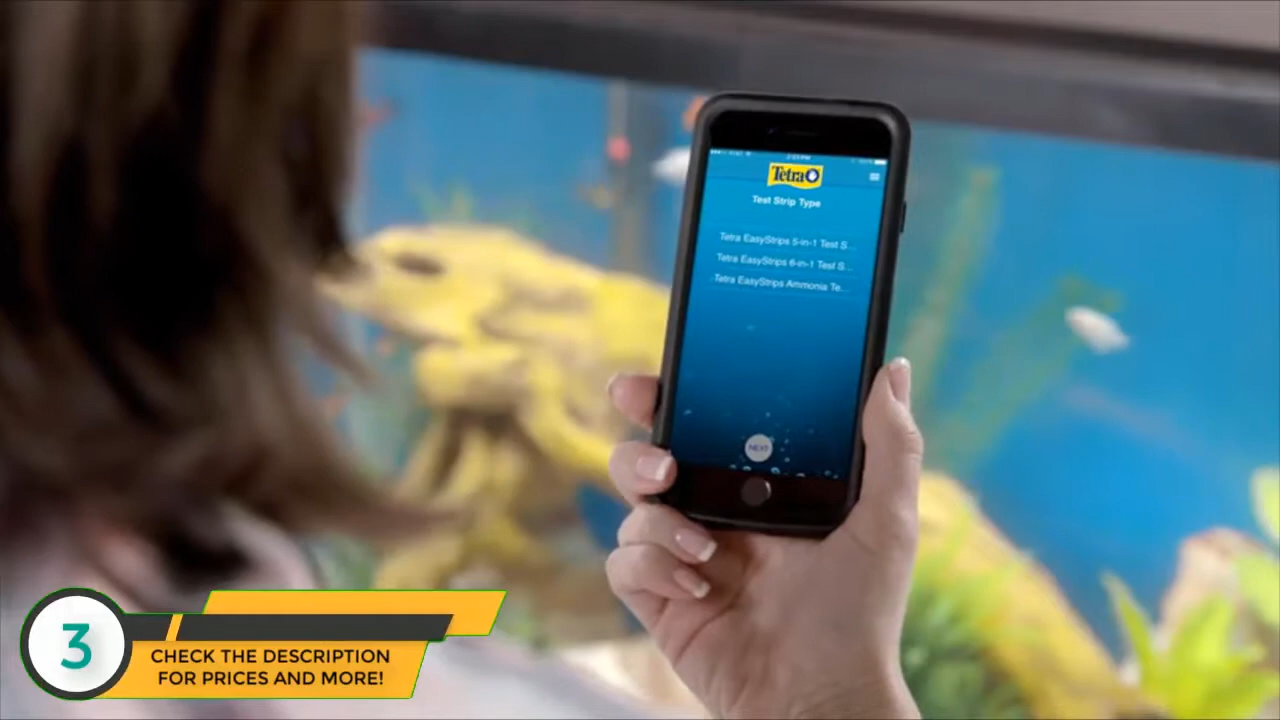 Tetra
Test Strip Type
Tetra EasyStrips 5-in-1 Test S...
Tetra EasyStrips 6-in-1 Test S...
Tetra EasyStrips Ammonia Te...
NEXT
3
CHECK THE DESCRIPTION
FOR PRICES AND MORE!